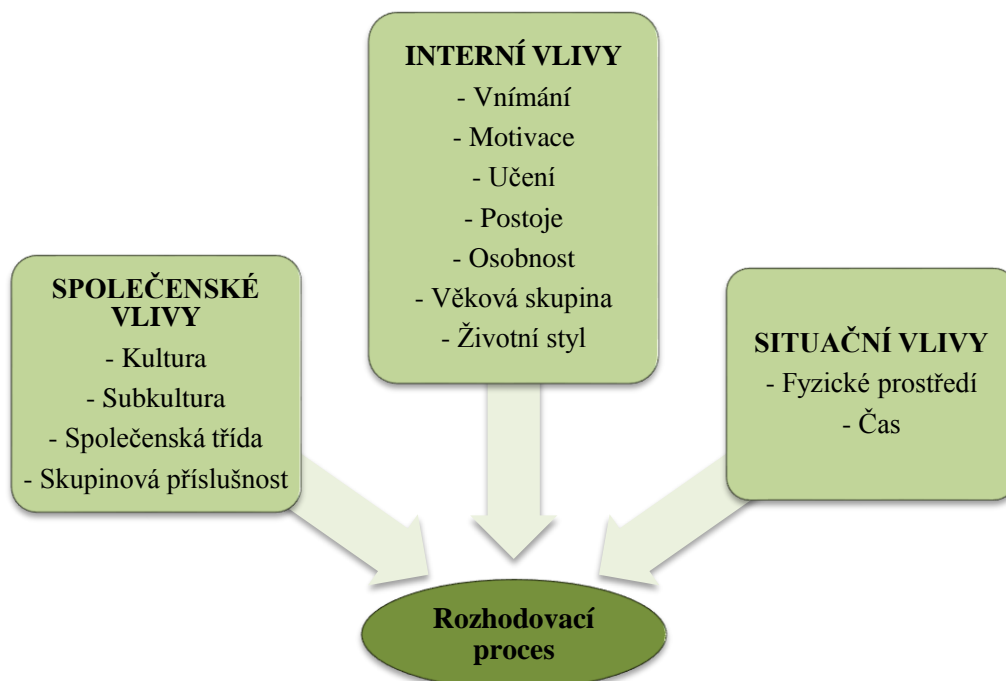 INTERNÍ VLIVY
- Vnímání
- Motivace
- Učení
- Postoje
- Osobnost
- Věková skupina
- Životní styl
SPOLEČENSKÉ
VLIVY
- Kultura
- Subkultura
- Společenská třída
- Skupinová příslušnost
SITUAČNÍ VLIVY
- Fyzické prostředí
- Čas
Rozhodovací
proces